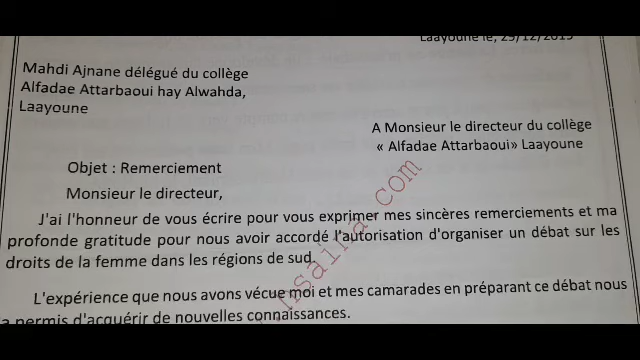 Laayoune le, 29/12/2015
Mahdi Ajnane délégué du collège
Alfadae Attarbaoui hay Alwahda,
Laayoune
A Monsieur le directeur du collège
« Alfadae Attarbaoui» Laayoune
Objet : Remerciement
Monsieur le directeur,
J'ai l'honneur de vous écrire pour vous exprimer mes sincères remerciements et ma
profonde gratitude pour nous avoir accordé l'autorisation d'organiser un débat sur les
droits de la femme dans les régions de sud.
L'expérience que nous avons vécue moi et mes camarades en préparant ce débat nous
a permis d'acquérir de nouvelles connaissances.
com